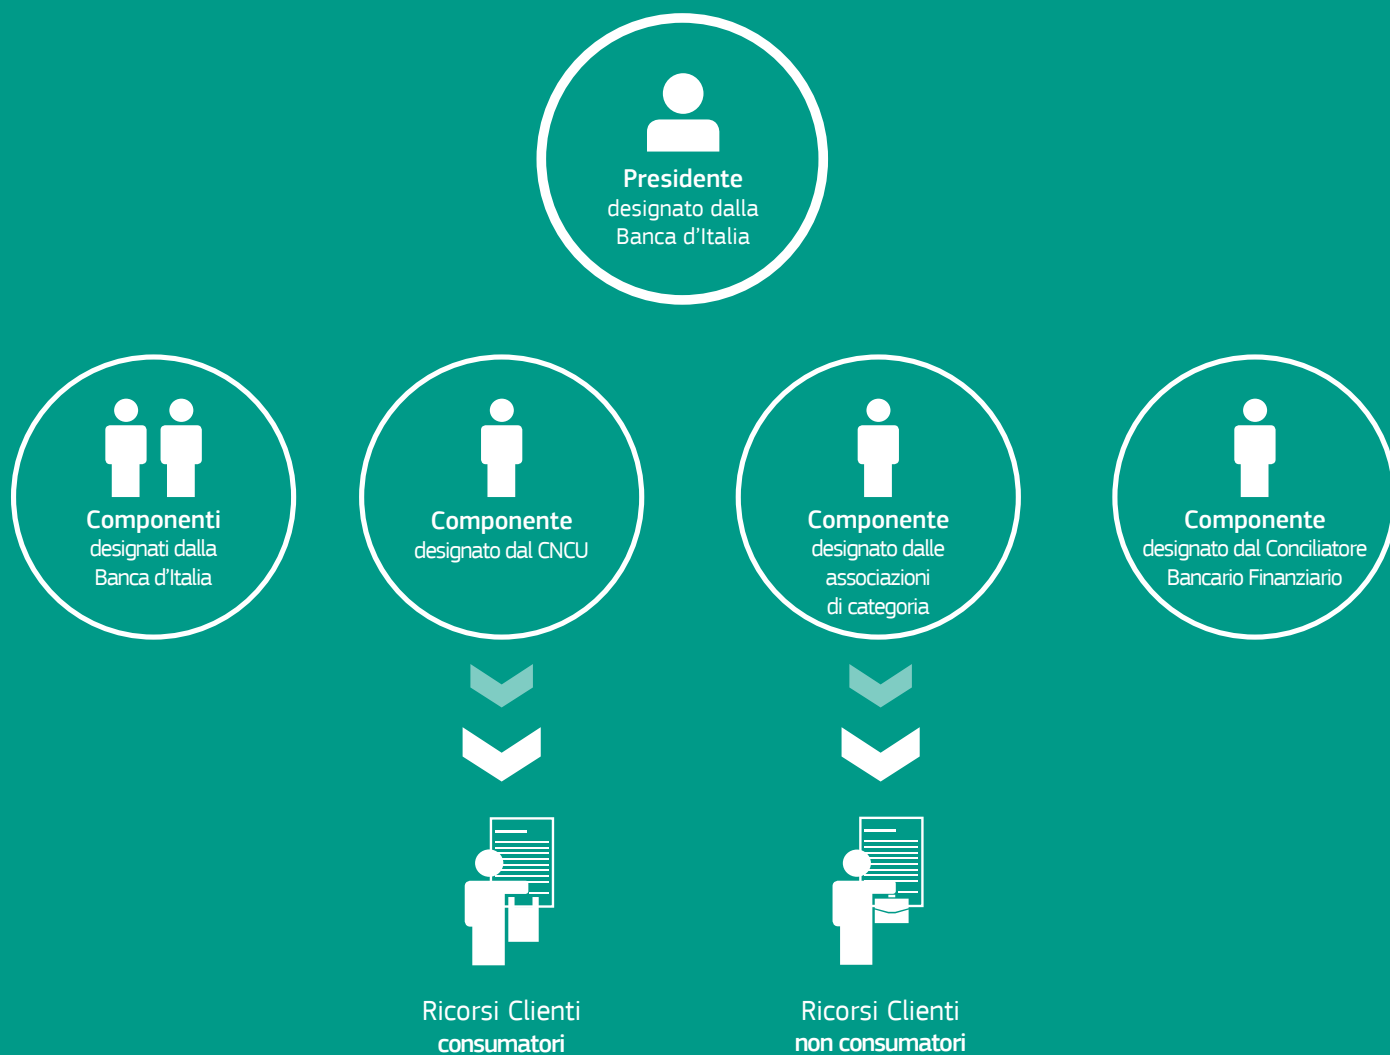 Presidente
designato dalla
Banca d'Italia
Componenti
designati dalla
Banca d'Italia
Componente
designato dal CNCU
Componente
designato dalle
associazioni
di categoria
Componente
designato dal Conciliatore
Bancario Finanziario
Ricorsi Clienti
consumatori
Ricorsi Clienti
non consumatori